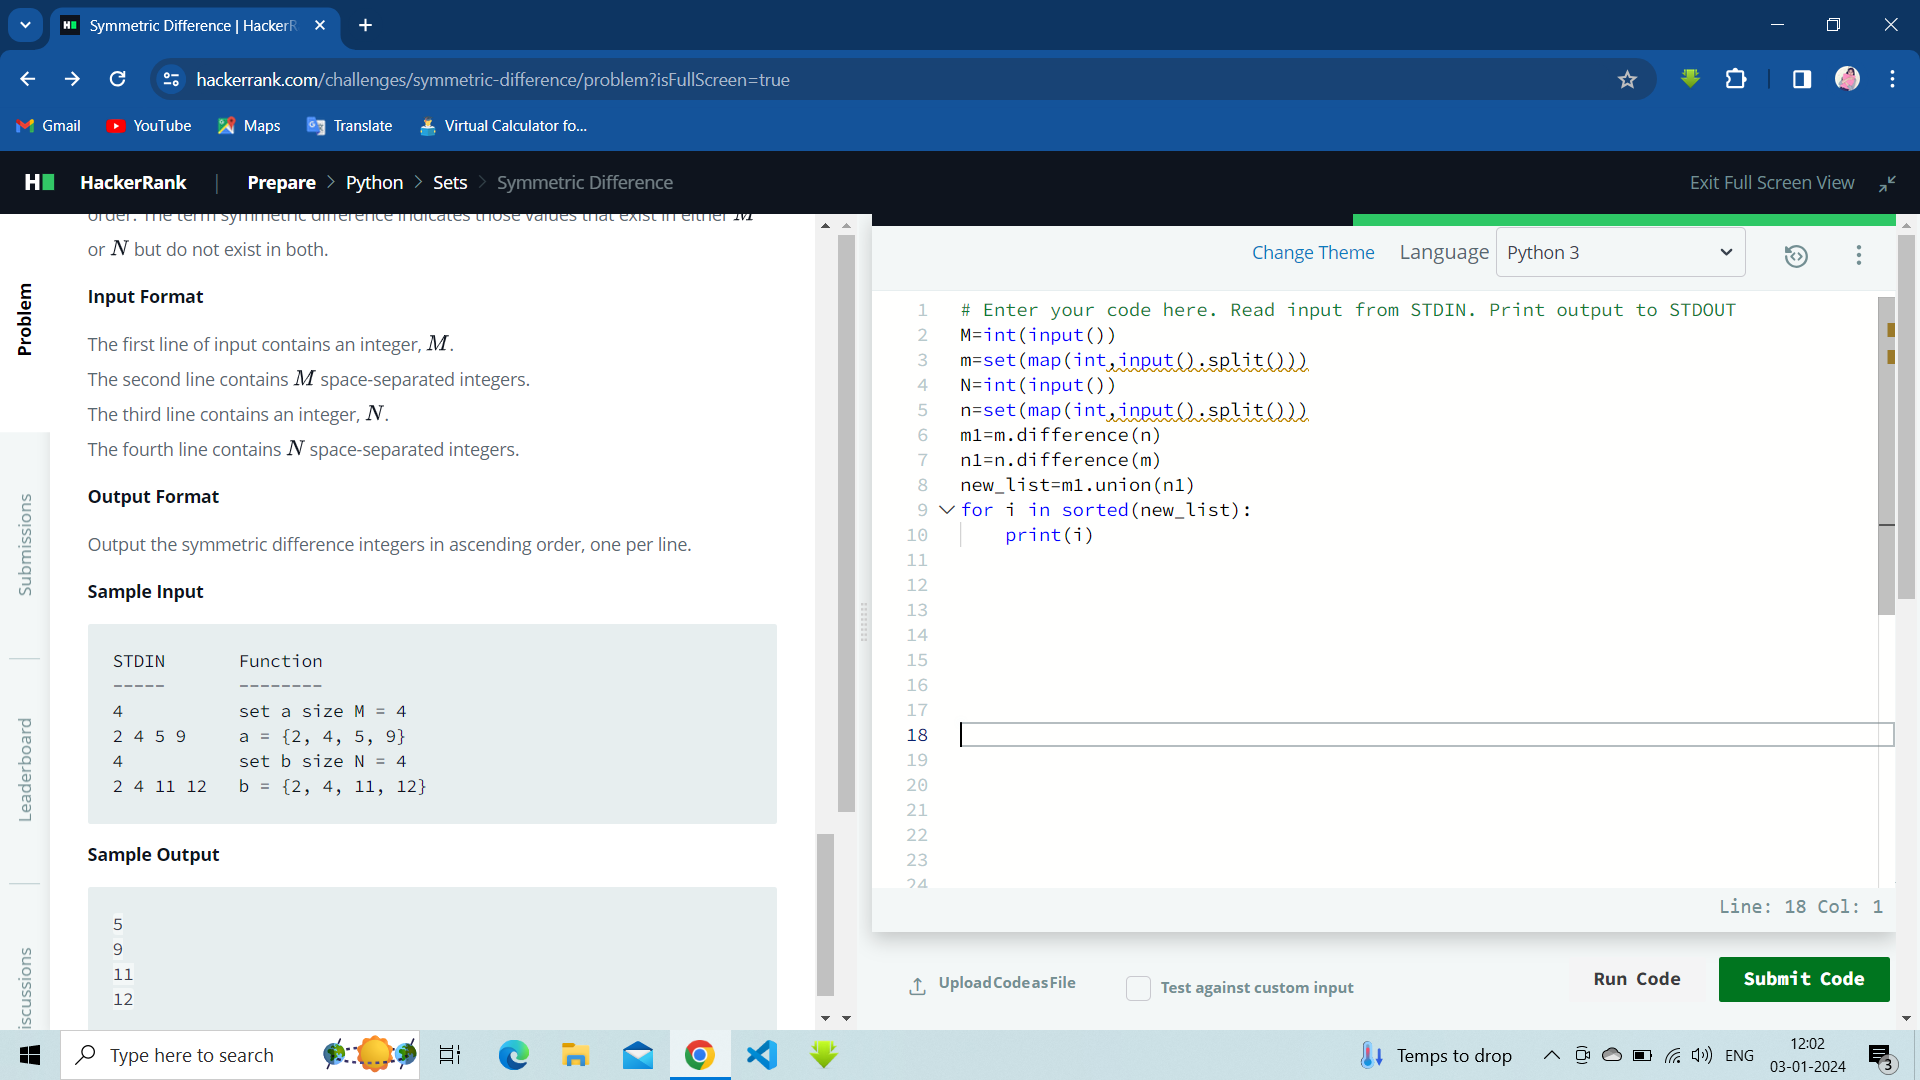 Symmetric Difference | HackerR
hackerrank.com/challenges/symmetric-difference/problem?isFullScreen=true
Gmail YouTube Maps Translate Virtual Calculator fo...
HackerRank | Prepare > Python > Sets > Symmetric Difference
Exit Full Screen View
Problem
Submissions
Leaderboard
order. The term symmetric difference indicates those values that exist in either M
or N but do not exist in both.
Input Format
The first line of input contains an integer, M.
The second line contains M space-separated integers.
The third line contains an integer, N.
The fourth line contains N space-separated integers.
Output Format
Output the symmetric difference integers in ascending order, one per line.
Sample Input
STDIN Function
----- --------
4 set a size M = 4
2 4 5 9 a = {2, 4, 5, 9}
4 set b size N = 4
2 4 11 12 b = {2, 4, 11, 12}
Sample Output
5
9
11
12
Change Theme Language Python 3
1 # Enter your code here. Read input from STDIN. Print output to STDOUT
2 M=int(input())
3 m=set(map(int,input().split()))
4 N=int(input())
5 n=set(map(int,input().split()))
6 m1=m.difference(n)
7 n1=n.difference(m)
8 new_list=m1.union(n1)
9 for i in sorted(new_list):
10 print(i)
11
12
13
14
15
16
17
18
19
20
21
22
23
24
Line: 18 Col: 1
Upload Code as File
Test against custom input
Run Code
Submit Code
Type here to search
Temps to drop
ENG
12:02
03-01-2024
3